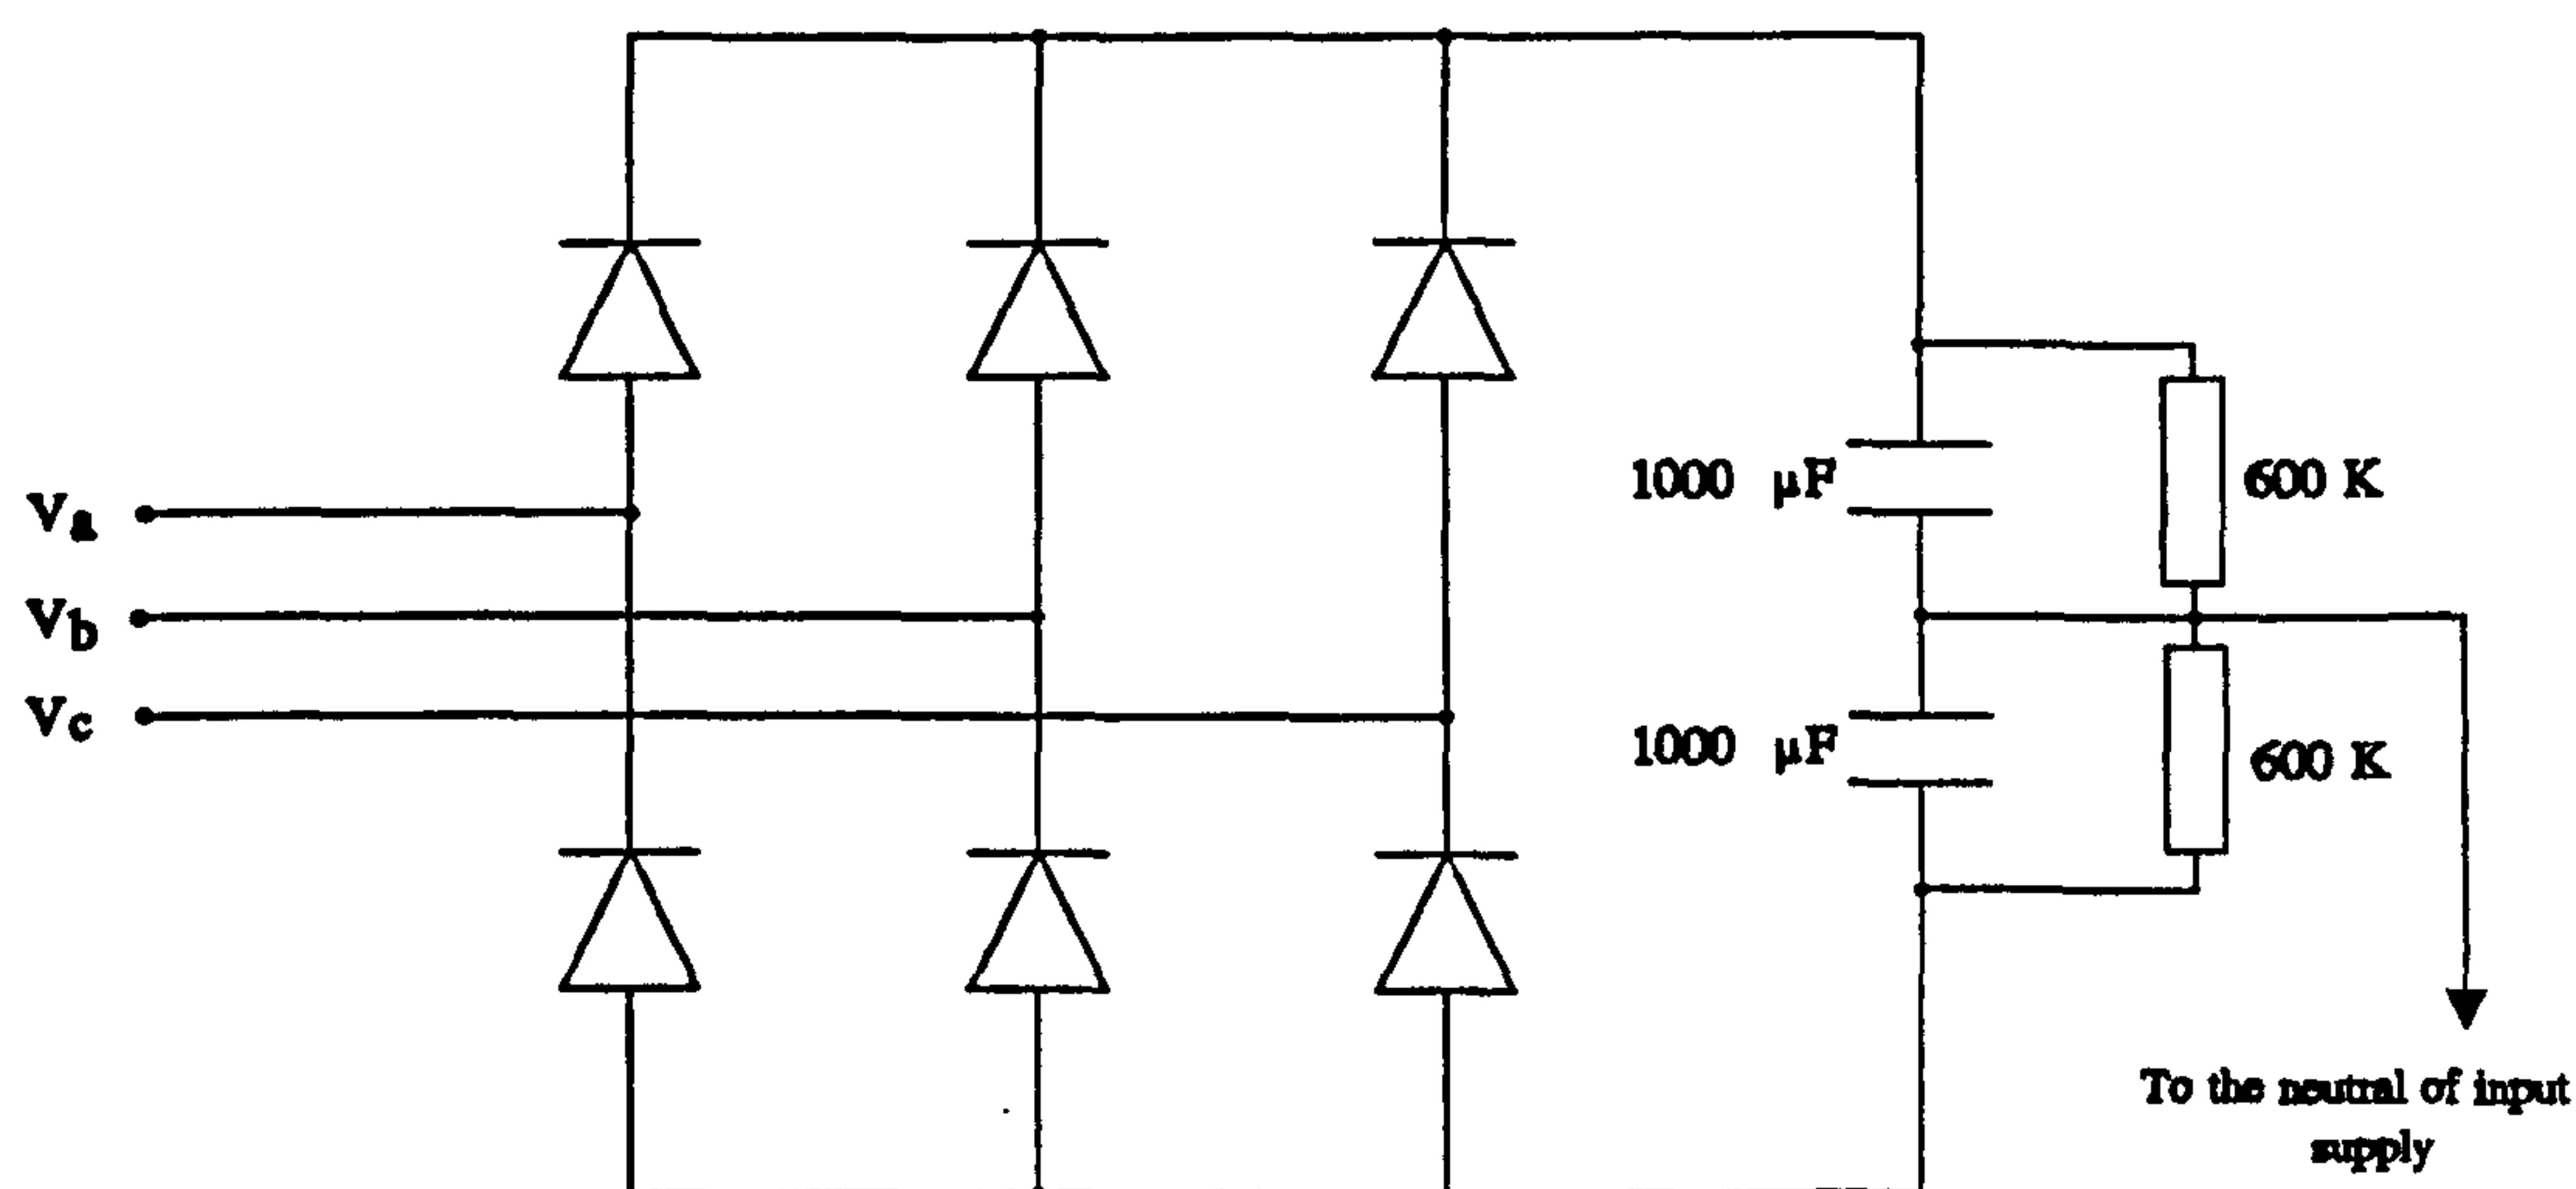 Va
Vb
Vc
1000 µF
600 K
1000 µF
600 K
To the neutral of input
supply